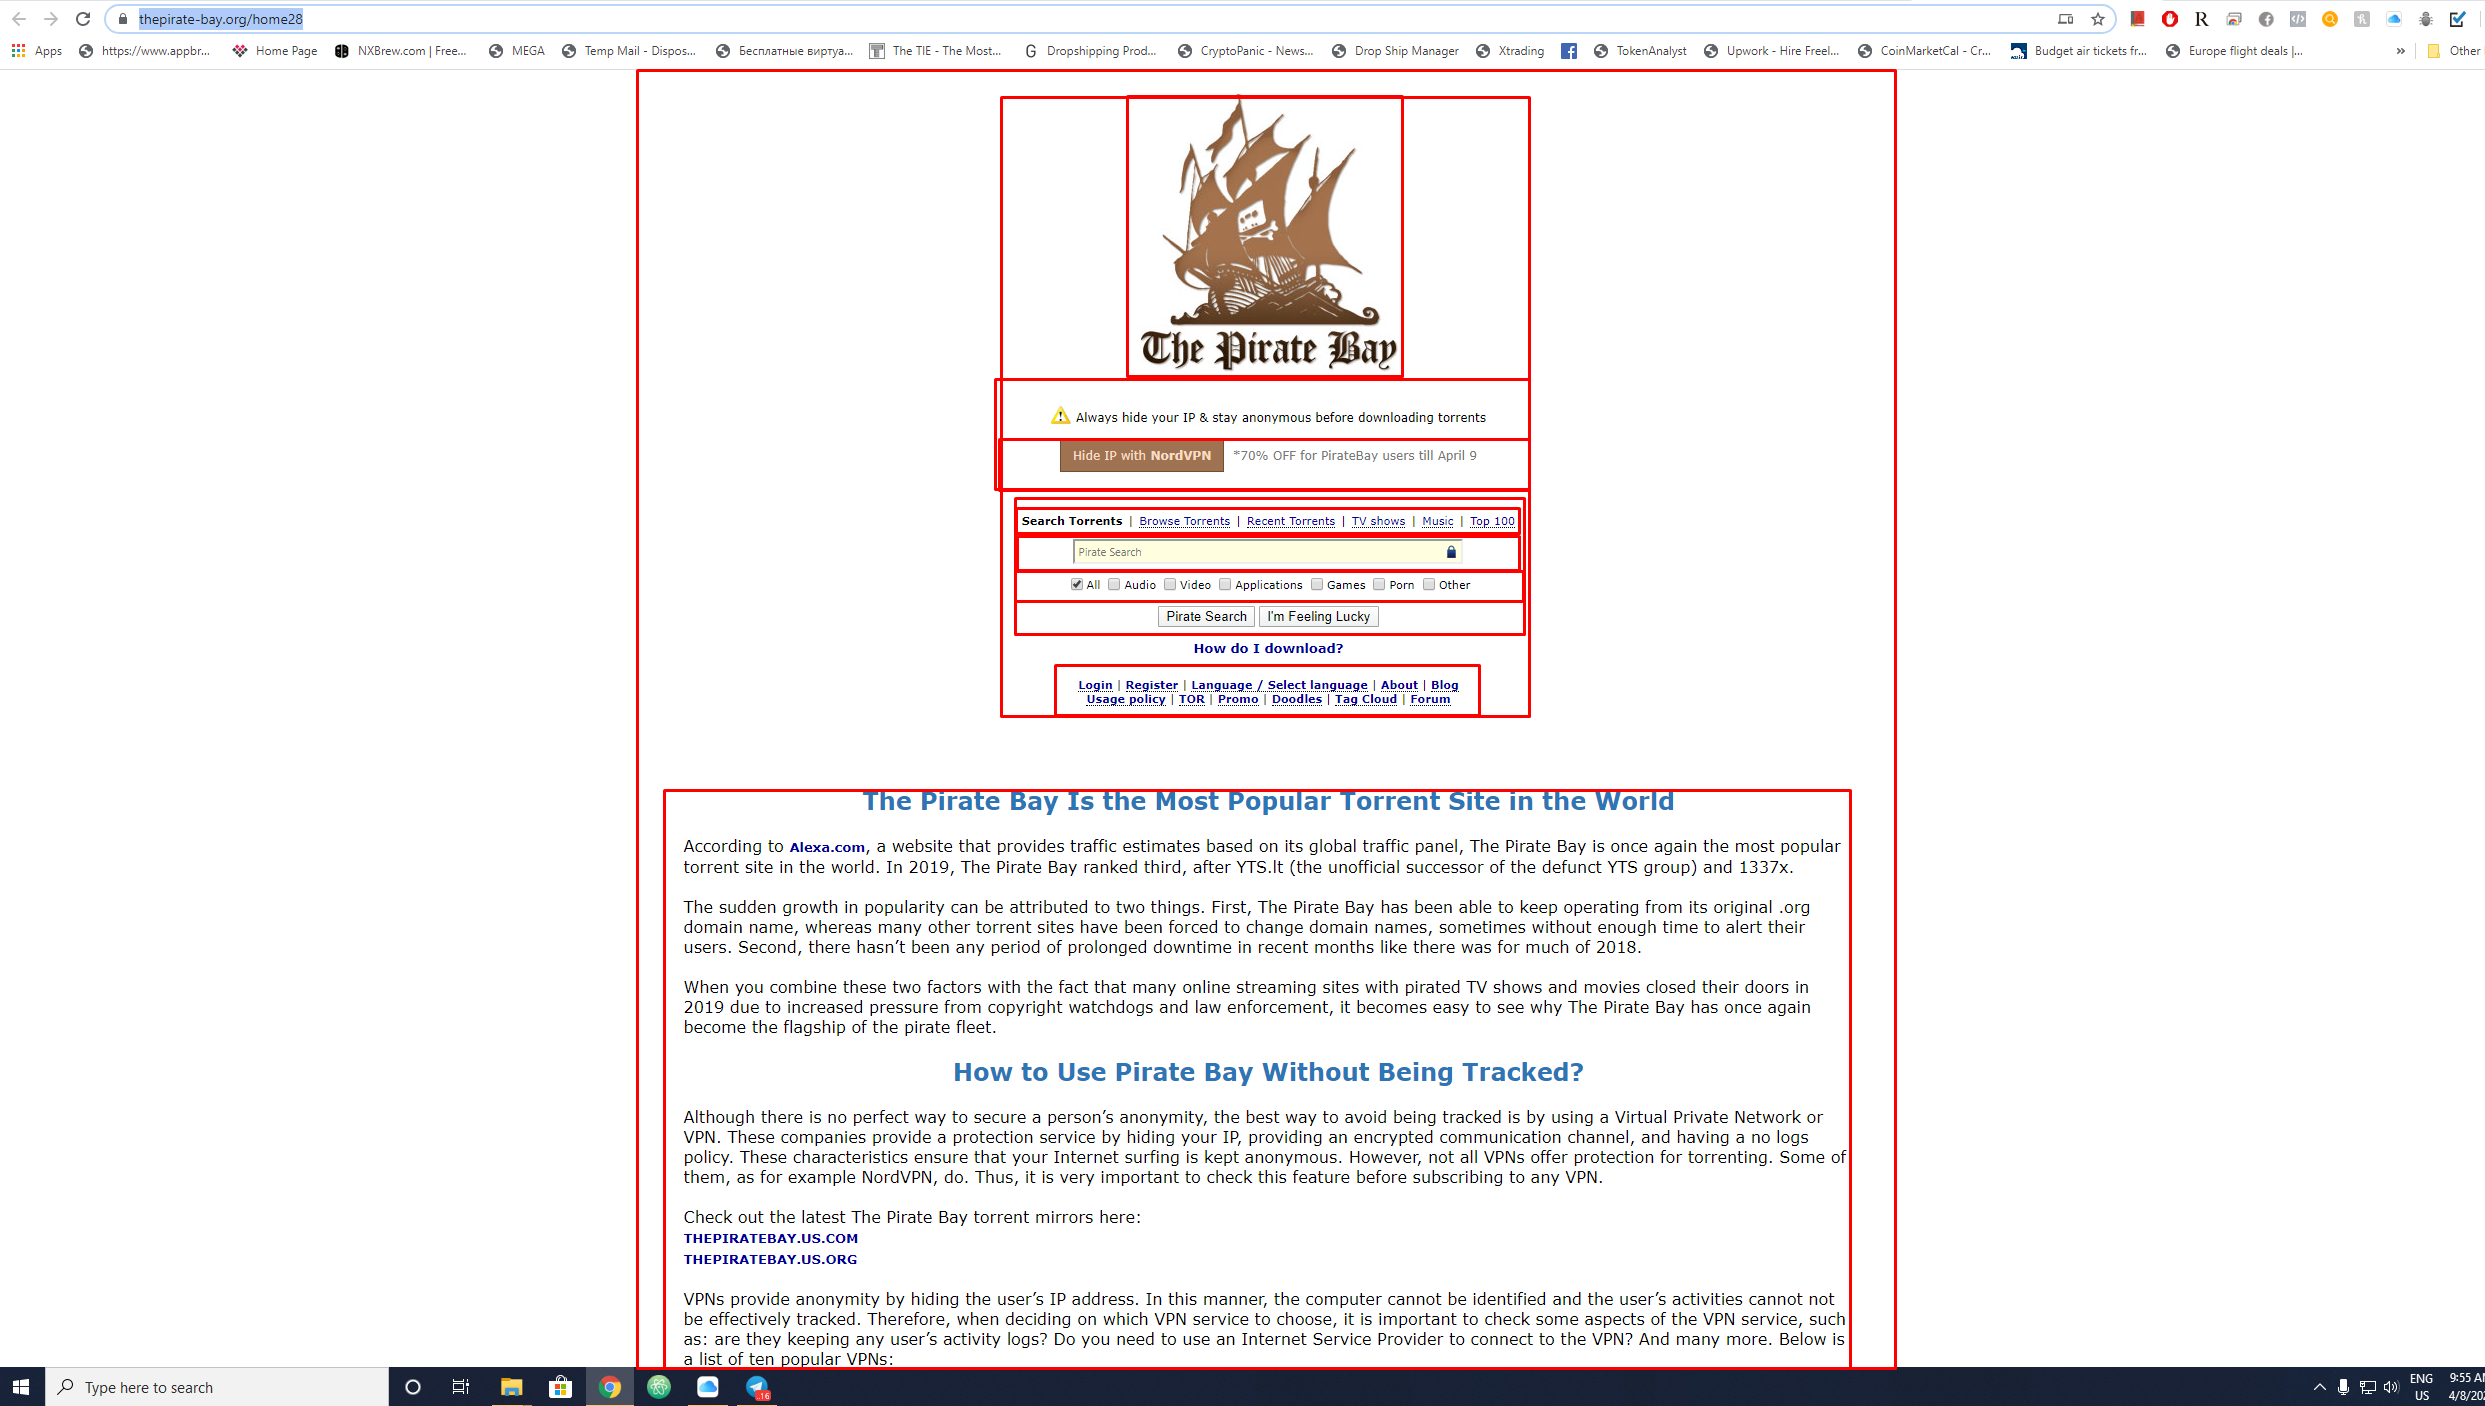 thepirate-bay.org/home28
Apps https://www.appbr... Home Page NXBrew.com | Free... MEGA Temp Mail - Dispos... Бесплатные виртуа... The TIE - The Most... Dropshipping Prod... CryptoPanic - News... Drop Ship Manager Xtrading TokenAnalyst Upwork - Hire Freel... CoinMarketCal - Cr... Budget air tickets fr... Europe flight deals |... » Other
The Pirate Bay
Always hide your IP & stay anonymous before downloading torrents
Hide IP with NordVPN *70% OFF for PirateBay users till April 9
Search Torrents | Browse Torrents | Recent Torrents | TV shows | Music | Top 100
Pirate Search
All Audio Video Applications Games Porn Other
Pirate Search I'm Feeling Lucky
How do I download?
Login | Register | Language / Select language | About | Blog
Usage policy | TOR | Promo | Doodles | Tag Cloud | Forum
The Pirate Bay Is the Most Popular Torrent Site in the World
According to Alexa.com, a website that provides traffic estimates based on its global traffic panel, The Pirate Bay is once again the most popular
torrent site in the world. In 2019, The Pirate Bay ranked third, after YTS.lt (the unofficial successor of the defunct YTS group) and 1337x.
The sudden growth in popularity can be attributed to two things. First, The Pirate Bay has been able to keep operating from its original .org
domain name, whereas many other torrent sites have been forced to change domain names, sometimes without enough time to alert their
users. Second, there hasn’t been any period of prolonged downtime in recent months like there was for much of 2018.
When you combine these two factors with the fact that many online streaming sites with pirated TV shows and movies closed their doors in
2019 due to increased pressure from copyright watchdogs and law enforcement, it becomes easy to see why The Pirate Bay has once again
become the flagship of the pirate fleet.
How to Use Pirate Bay Without Being Tracked?
Although there is no perfect way to secure a person’s anonymity, the best way to avoid being tracked is by using a Virtual Private Network or
VPN. These companies provide a protection service by hiding your IP, providing an encrypted communication channel, and having a no logs
policy. These characteristics ensure that your Internet surfing is kept anonymous. However, not all VPNs offer protection for torrenting. Some of
them, as for example NordVPN, do. Thus, it is very important to check this feature before subscribing to any VPN.
Check out the latest The Pirate Bay torrent mirrors here:
THEPIRATEBAY.US.COM
THEPIRATEBAY.US.ORG
VPNs provide anonymity by hiding the user’s IP address. In this manner, the computer cannot be identified and the user’s activities cannot not
be effectively tracked. Therefore, when deciding on which VPN service to choose, it is important to check some aspects of the VPN service, such
as: are they keeping any user’s activity logs? Do you need to use an Internet Service Provider to connect to the VPN? And many more. Below is
a list of ten popular VPNs:
Type here to search
16
ENG 9:55 AM
US 4/8/202